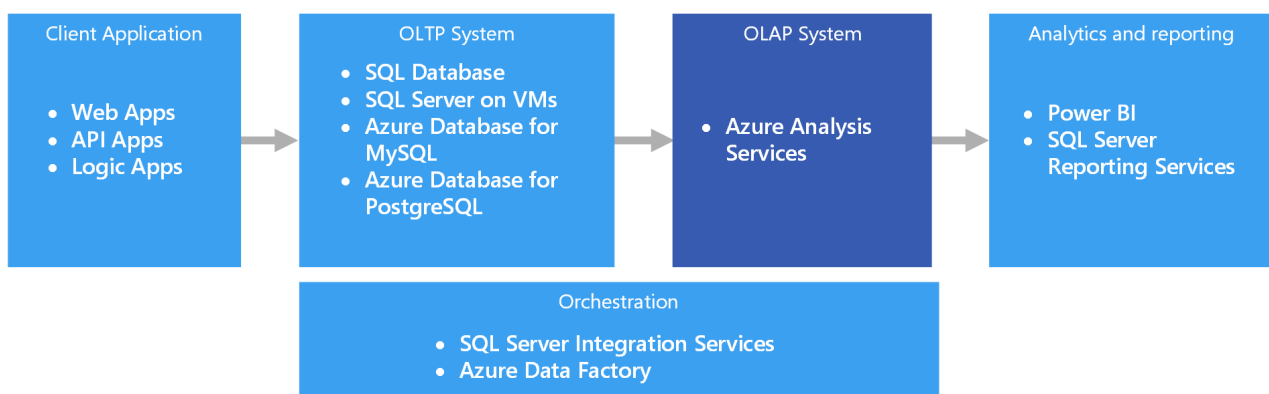 Client Application
• Web Apps
• API Apps
• Logic Apps
OLTP System
• SQL Database
• SQL Server on VMs
• Azure Database for
MySQL
• Azure Database for
PostgreSQL
OLAP System
• Azure Analysis
Services
Analytics and reporting
• Power BI
• SQL Server
Reporting Services
Orchestration
• SQL Server Integration Services
• Azure Data Factory